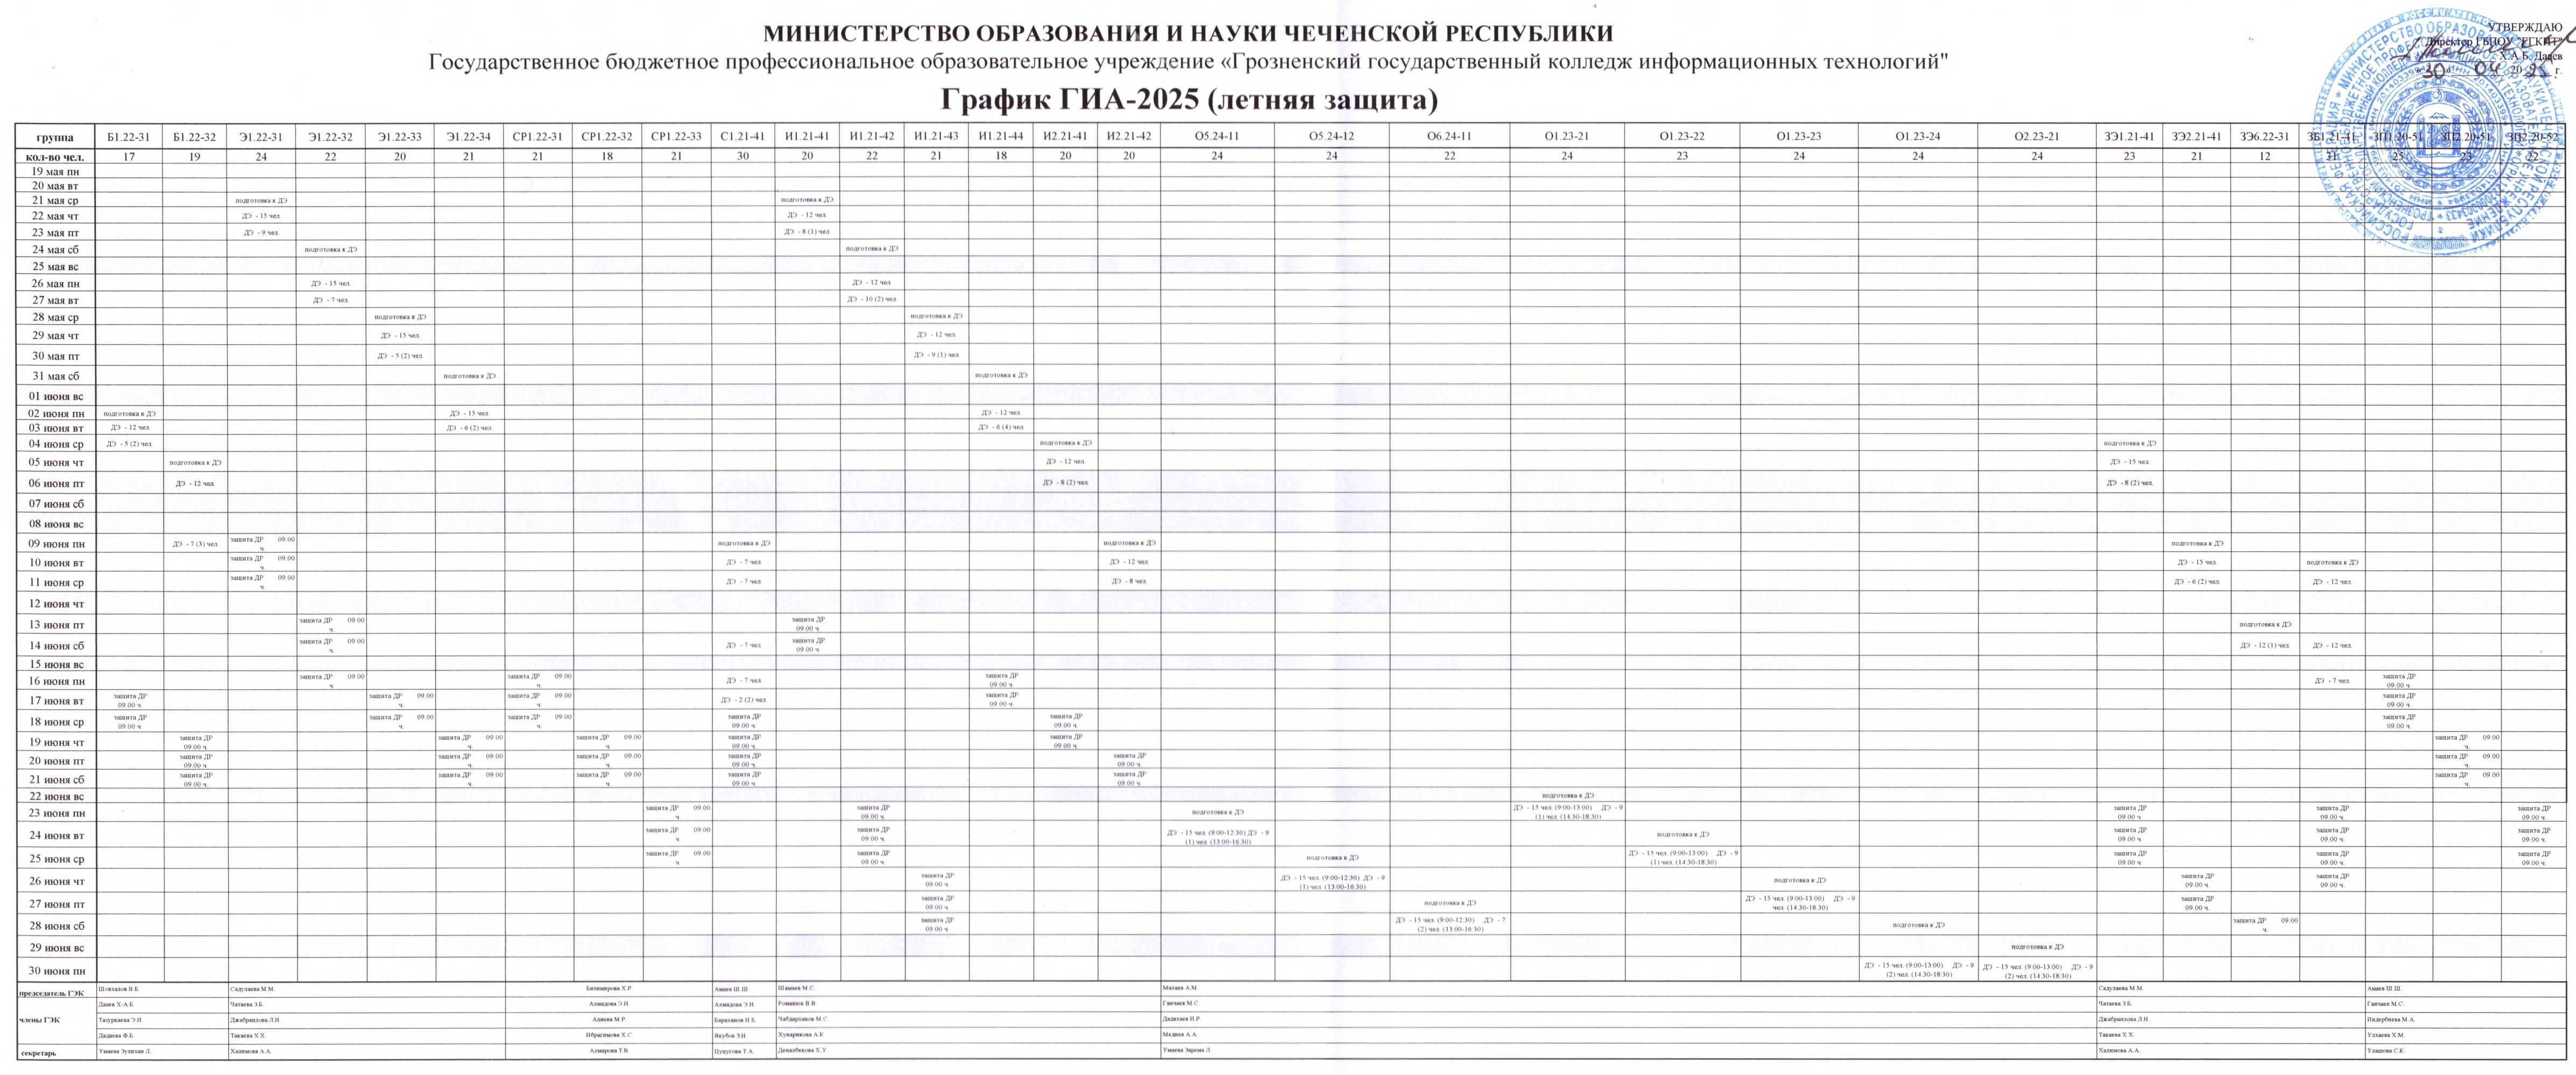 УТВЕРЖДАЮ
Директор ГБПОУ "ГГКИТ"
Х.А.Б. Дааев
"30" 04 2025 г.
МИНИСТЕРСТВО ОБРАЗОВАНИЯ И НАУКИ ЧЕЧЕНСКОЙ РЕСПУБЛИКИ
Государственное бюджетное профессиональное образовательное учреждение «Грозненский государственный колледж информационных технологий"
График ГИА-2025 (летняя защита)
группа Б1.22-31 Б1.22-32 Э1.22-31 Э1.22-32 Э1.22-33 Э1.22-34 СР1.22-31 СР1.22-32 СР1.22-33 С1.21-41 И1.21-41 И1.21-42 И1.21-43 И1.21-44 И2.21-41 И2.21-42 О5.24-11 О5.24-12 О6.24-11 О1.23-21 О1.23-22 О1.23-23 О1.23-24 О2.23-21 ЗЭ1.21-41 ЗЭ2.21-41 ЗЭ6.22-31 ЗБ1.21-41 ЗП1.20-51 ЗП2.20-51 ЗП2.20-52
кол-во чел. 17 19 24 22 20 21 21 18 21 30 20 22 21 18 20 20 24 24 22 24 23 24 24 24 23 21 12 31 25 23 22
19 мая пн
20 мая вт
21 мая ср подготовка к ДЭ подготовка к ДЭ
22 мая чт ДЭ - 15 чел. ДЭ - 12 чел.
23 мая пт ДЭ - 9 чел. ДЭ - 8 (1) чел.
24 мая сб подготовка к ДЭ подготовка к ДЭ
25 мая вс
26 мая пн ДЭ - 15 чел. ДЭ - 12 чел.
27 мая вт ДЭ - 7 чел. ДЭ - 10 (2) чел.
28 мая ср подготовка к ДЭ подготовка к ДЭ
29 мая чт ДЭ - 15 чел. ДЭ - 12 чел.
30 мая пт ДЭ - 5 (2) чел. ДЭ - 9 (1) чел.
31 мая сб подготовка к ДЭ подготовка к ДЭ
01 июня вс
02 июня пн подготовка к ДЭ ДЭ - 15 чел. ДЭ - 12 чел.
03 июня вт ДЭ - 12 чел. ДЭ - 6 (2) чел. ДЭ - 6 (4) чел.
04 июня ср ДЭ - 5 (2) чел. подготовка к ДЭ подготовка к ДЭ
05 июня чт подготовка к ДЭ ДЭ - 12 чел. ДЭ - 15 чел.
06 июня пт ДЭ - 12 чел. ДЭ - 8 (2) чел. ДЭ - 8 (2) чел.
07 июня сб
08 июня вс
09 июня пн ДЭ - 7 (3) чел. защита ДР 09.00 ч. подготовка к ДЭ подготовка к ДЭ подготовка к ДЭ
10 июня вт защита ДР 09.00 ч. ДЭ - 7 чел. ДЭ - 12 чел. ДЭ - 15 чел. подготовка к ДЭ
11 июня ср защита ДР 09.00 ч. ДЭ - 7 чел. ДЭ - 8 чел. ДЭ - 6 (2) чел. ДЭ - 12 чел.
12 июня чт
13 июня пт защита ДР 09.00 ч. защита ДР 09.00 ч. подготовка к ДЭ
14 июня сб защита ДР 09.00 ч. ДЭ - 7 чел. защита ДР 09.00 ч. ДЭ - 12 (1) чел. ДЭ - 12 чел.
15 июня вс
16 июня пн защита ДР 09.00 ч. защита ДР 09.00 ч. ДЭ - 7 чел. защита ДР 09.00 ч. ДЭ - 7 чел. защита ДР 09.00 ч.
17 июня вт защита ДР 09.00 ч. защита ДР 09.00 ч. защита ДР 09.00 ч. ДЭ - 2 (2) чел. защита ДР 09.00 ч. защита ДР 09.00 ч.
18 июня ср защита ДР 09.00 ч. защита ДР 09.00 ч. защита ДР 09.00 ч. защита ДР 09.00 ч. защита ДР 09.00 ч. защита ДР 09.00 ч.
19 июня чт защита ДР 09.00 ч. защита ДР 09.00 ч. защита ДР 09.00 ч. защита ДР 09.00 ч. защита ДР 09.00 ч. защита ДР 09.00 ч.
20 июня пт защита ДР 09.00 ч. защита ДР 09.00 ч. защита ДР 09.00 ч. защита ДР 09.00 ч. защита ДР 09.00 ч. защита ДР 09.00 ч.
21 июня сб защита ДР 09.00 ч. защита ДР 09.00 ч. защита ДР 09.00 ч. защита ДР 09.00 ч. защита ДР 09.00 ч. защита ДР 09.00 ч.
22 июня вс подготовка к ДЭ
23 июня пн защита ДР 09.00 ч. защита ДР 09.00 ч. подготовка к ДЭ ДЭ - 15 чел. (9:00-13:00) ДЭ - 9 (1) чел. (14:30-18:30) защита ДР 09.00 ч. защита ДР 09.00 ч. защита ДР 09.00 ч.
24 июня вт защита ДР 09.00 ч. защита ДР 09.00 ч. ДЭ - 15 чел. (9:00-12:30) ДЭ - 9 (1) чел. (13:00-16:30) подготовка к ДЭ защита ДР 09.00 ч. защита ДР 09.00 ч. защита ДР 09.00 ч.
25 июня ср защита ДР 09.00 ч. защита ДР 09.00 ч. подготовка к ДЭ ДЭ - 15 чел. (9:00-13:00) ДЭ - 9 (1) чел. (14:30-18:30) защита ДР 09.00 ч. защита ДР 09.00 ч. защита ДР 09.00 ч.
26 июня чт защита ДР 09.00 ч. ДЭ - 15 чел. (9:00-12:30) ДЭ - 9 (1) чел. (13:00-16:30) подготовка к ДЭ защита ДР 09.00 ч. защита ДР 09.00 ч.
27 июня пт защита ДР 09.00 ч. подготовка к ДЭ ДЭ - 15 чел. (9:00-13:00) ДЭ - 9 чел. (14:30-18:30) защита ДР 09.00 ч.
28 июня сб защита ДР 09.00 ч. ДЭ - 15 чел. (9:00-12:30) ДЭ - 7 (2) чел. (13:00-16:30) подготовка к ДЭ защита ДР 09.00 ч.
29 июня вс подготовка к ДЭ
30 июня пн ДЭ - 15 чел. (9:00-13:00) ДЭ - 9 (2) чел. (14:30-18:30) ДЭ - 15 чел. (9:00-13:00) ДЭ - 9 (2) чел. (14:30-18:30)
председатель ГЭК Шовхалов В.Б. Садулаева М.М. Батамирова Х.Р Амаев Ш.Ш. Шамаев М.С. Малаев А.М. Садулаева М.М. Амаев Ш.Ш.
члены ГЭК Дааев Х-А.Б. Чатаева З.Б. Ахмадова Э.Н. Ахмадова Э.Н. Романюк В.В. Гаичаев М.С. Чатаева З.Б. Гаичаев М.С.
Тазуркаева Э.И. Джабраилова Л.Н. Адиева М.Р. Бараханов И.Б. Чабдарханов М.С. Дадахаев И.Р. Джабраилова Л.Н. Индербиева М.А.
Дадаева Ф.Б. Такаева Х.Х. Ибрагимова Х.С. Якубов З.И. Хунарикова А.К. Медиев А.А. Такаева Х.Х. Улхаева Х.М.
секретарь Умаева Зулихан Л. Халимова А.А. Ахмарова Т.В. Цуцугова Т.А. Денилбекова Х.У. Умаева Зарема Л. Халимова А.А. Удашова С.К.